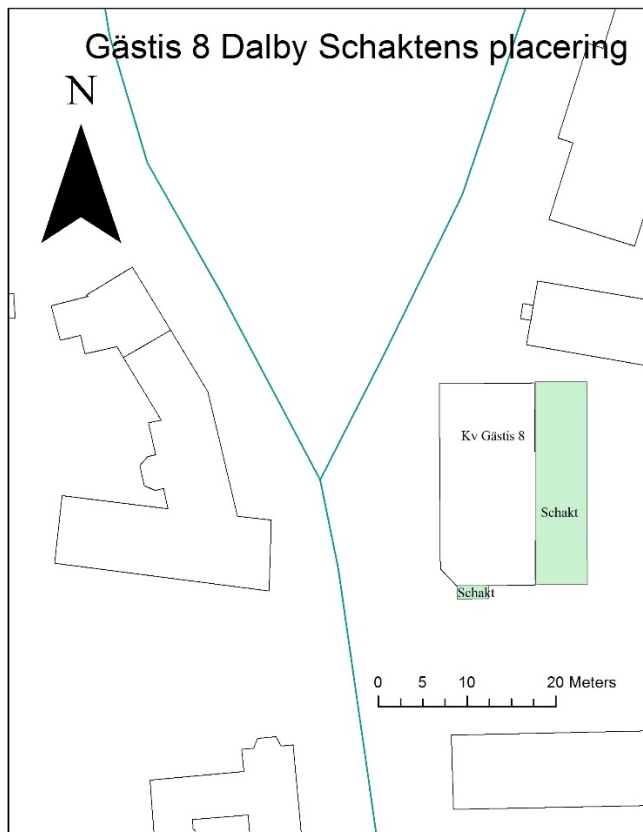 Gästis 8 Dalby Schaktens placering
N
Kv Gästis 8
Schakt
Schakt
0 5 10 20 Meters